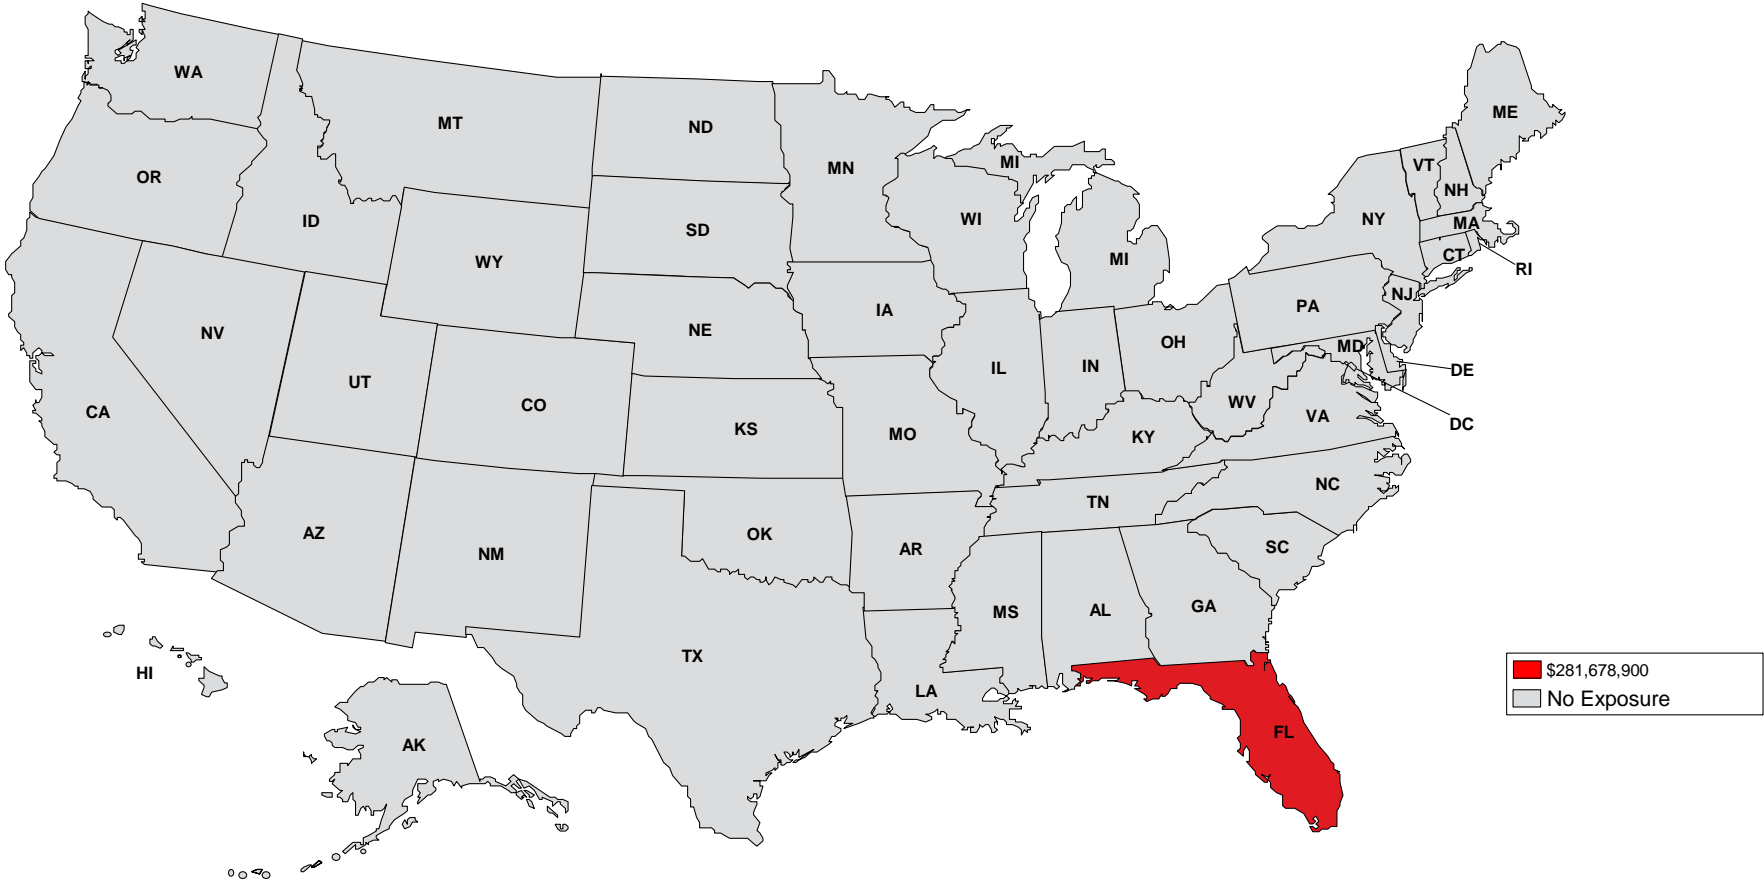 WA
ME
MT
ND
VT
MN
MI
OR
NH
ID
NY
WI
MA
SD
CT
MI
WY
RI
NJ
PA
IA
NE
NV
OH
MD
IN
IL
DE
UT
WV
CO
CA
VA
DC
KS
MO
KY
NC
TN
AZ
OK
SC
AR
NM
GA
MS
AL
TX
HI
$281,678,900
LA
No Exposure
FL
AK